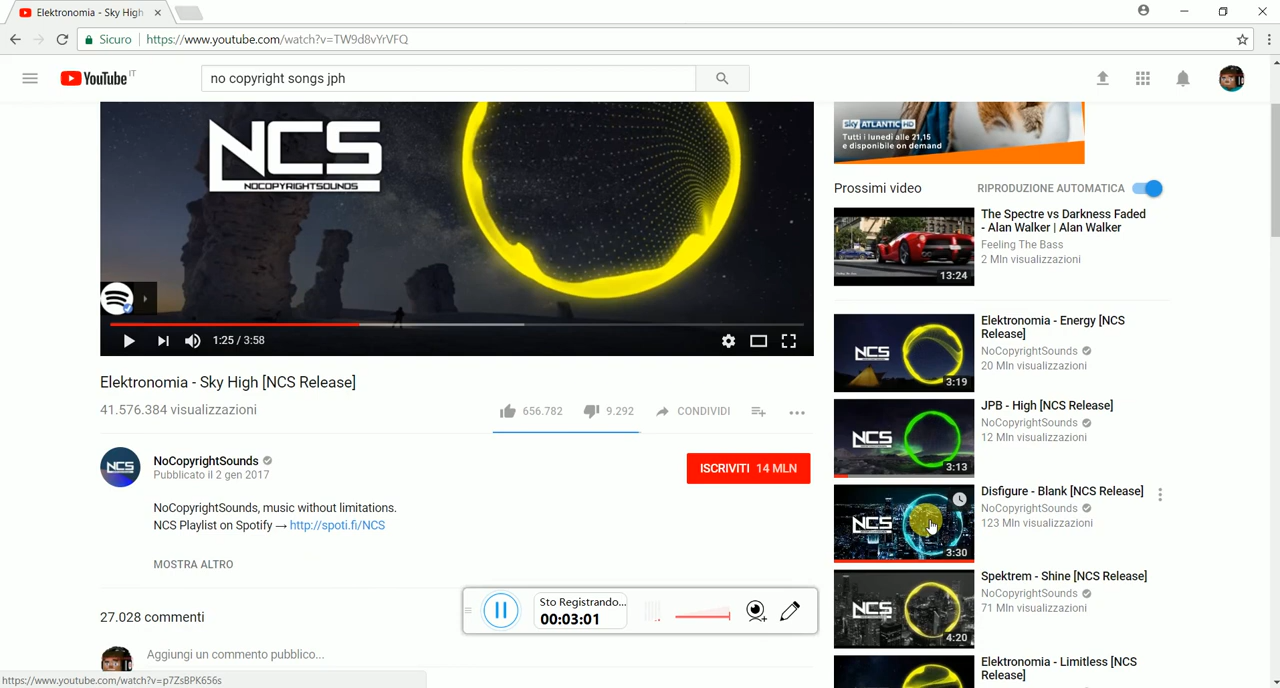 Elektronomia - Sky High
Sicuro
https://www.youtube.com/watch?v=TW9d8vYrVFQ
YouTube IT
no copyright songs jph
NCS
NOCOPYRIGHTSOUNDS
1:25 / 3:58
Elektronomia - Sky High [NCS Release]
41.576.384 visualizzazioni
656.782
9.292
CONDIVIDI
NCS
NoCopyrightSounds
Pubblicato il 2 gen 2017
ISCRIVITI 14 MLN
NoCopyrightSounds, music without limitations.
NCS Playlist on Spotify → http://spoti.fi/NCS
MOSTRA ALTRO
27.028 commenti
Aggiungi un commento pubblico...
Sto Registrando...
00:03:01
https://www.youtube.com/watch?v=p7ZsBPK656s
sky ATLANTIC HD
Tutti i lunedì alle 21,15
e disponibile on demand
Prossimi video
RIPRODUZIONE AUTOMATICA
13:24
The Spectre vs Darkness Faded
- Alan Walker | Alan Walker
Feeling The Bass
2 Mln visualizzazioni
NCS
3:19
Elektronomia - Energy [NCS
Release]
NoCopyrightSounds
20 Mln visualizzazioni
NCS
3:13
JPB - High [NCS Release]
NoCopyrightSounds
12 Mln visualizzazioni
NCS
3:30
Disfigure - Blank [NCS Release]
NoCopyrightSounds
123 Mln visualizzazioni
NCS
4:20
Spektrem - Shine [NCS Release]
NoCopyrightSounds
71 Mln visualizzazioni
Elektronomia - Limitless [NCS
Release]